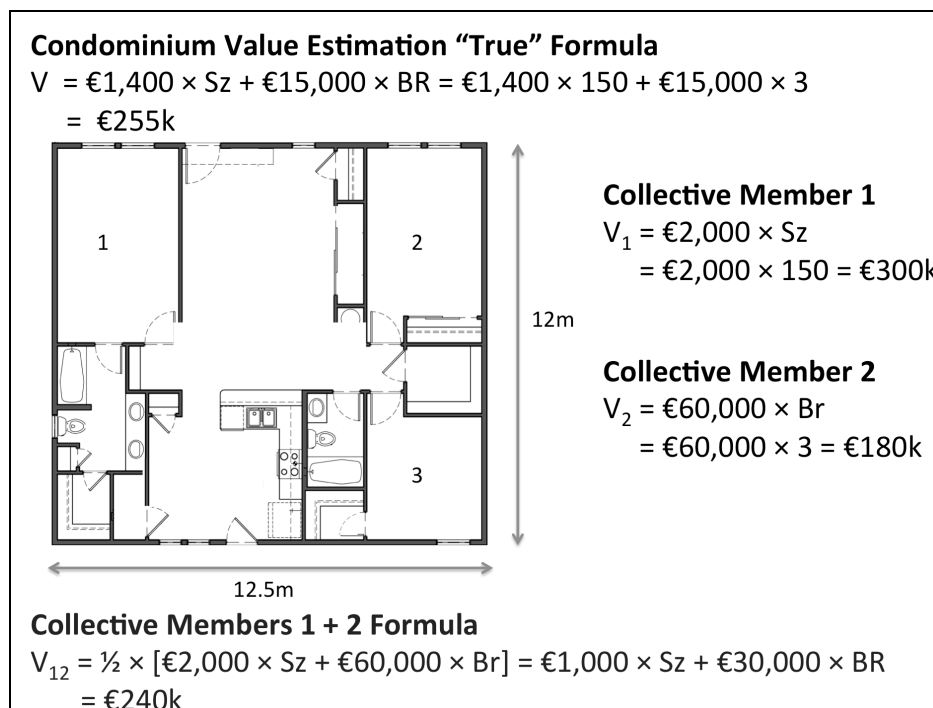 Condominium Value Estimation “True” Formula
V = €1,400 × Sz + €15,000 × BR = €1,400 × 150 + €15,000 × 3
= €255k
1
2
3
12m
12.5m
Collective Member 1
V₁ = €2,000 × Sz
= €2,000 × 150 = €300k
Collective Member 2
V₂ = €60,000 × Br
= €60,000 × 3 = €180k
Collective Members 1 + 2 Formula
V₁₂ = ½ × [€2,000 × Sz + €60,000 × Br] = €1,000 × Sz + €30,000 × BR
= €240k